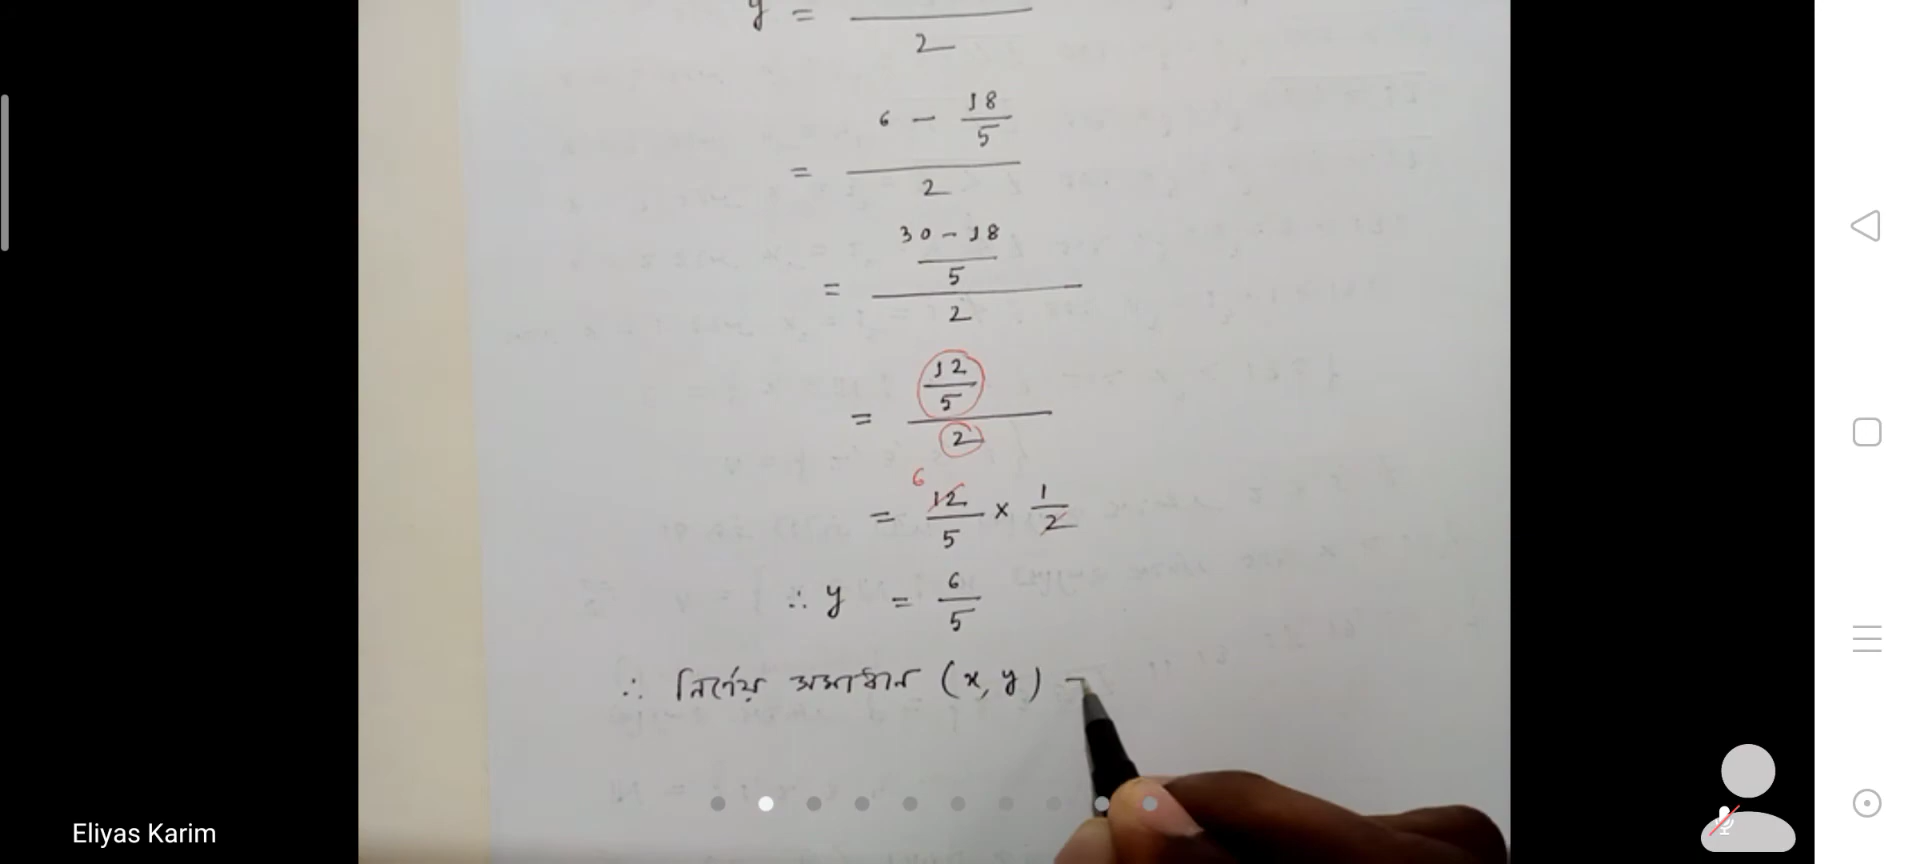 y = —— / 2
= (6 - 18/5) / 2
= ((30 - 18)/5) / 2
= (12/5) / 2
6
= 12/5 × 1/2
∴ y = 6/5
∴ নির্ণেয় সমাধান (x, y) =
Eliyas Karim